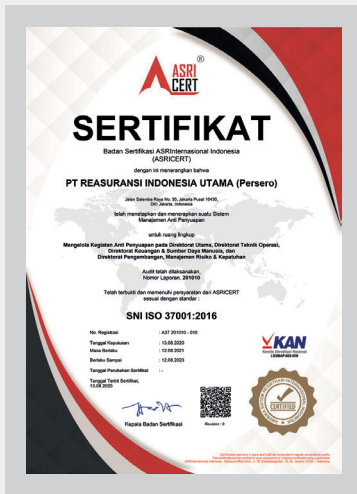 ASRI
CERT
®
SERTIFIKAT
Badan Sertifikasi ASRInternasional Indonesia
(ASRICERT)
dengan ini menerangkan bahwa
PT REASURANSI INDONESIA UTAMA (Persero)
Jalan Salemba Raya No. 30, Jakarta Pusat 10430,
DKI Jakarta, Indonesia
telah menetapkan dan menerapkan suatu Sistem
Manajemen Anti Penyuapan
untuk ruang lingkup
Mengelola Kegiatan Anti Penyuapan pada Direktorat Utama, Direktorat Teknik Operasi,
Direktorat Keuangan & Sumber Daya Manusia, dan
Direktorat Pengembangan, Manajemen Risiko & Kepatuhan
Audit telah dilaksanakan,
Nomor Laporan, 201010
Telah terbukti dan memenuhi persyaratan dari ASRICERT
sesuai dengan standar :
SNI ISO 37001:2016
No. Registrasi : A37 201010 - 010
Tanggal Keputusan : 13.08.2020
Masa Berlaku : 12.08.2021
Berlaku Sampai : 12.08.2023
Tanggal Perubahan Sertifikat : -
Tanggal Terbit Sertifikat,
13.08.2020
KAN
Komite Akreditasi Nasional
Kepala Badan Sertifikasi
Revision : 0
CERTIFIED